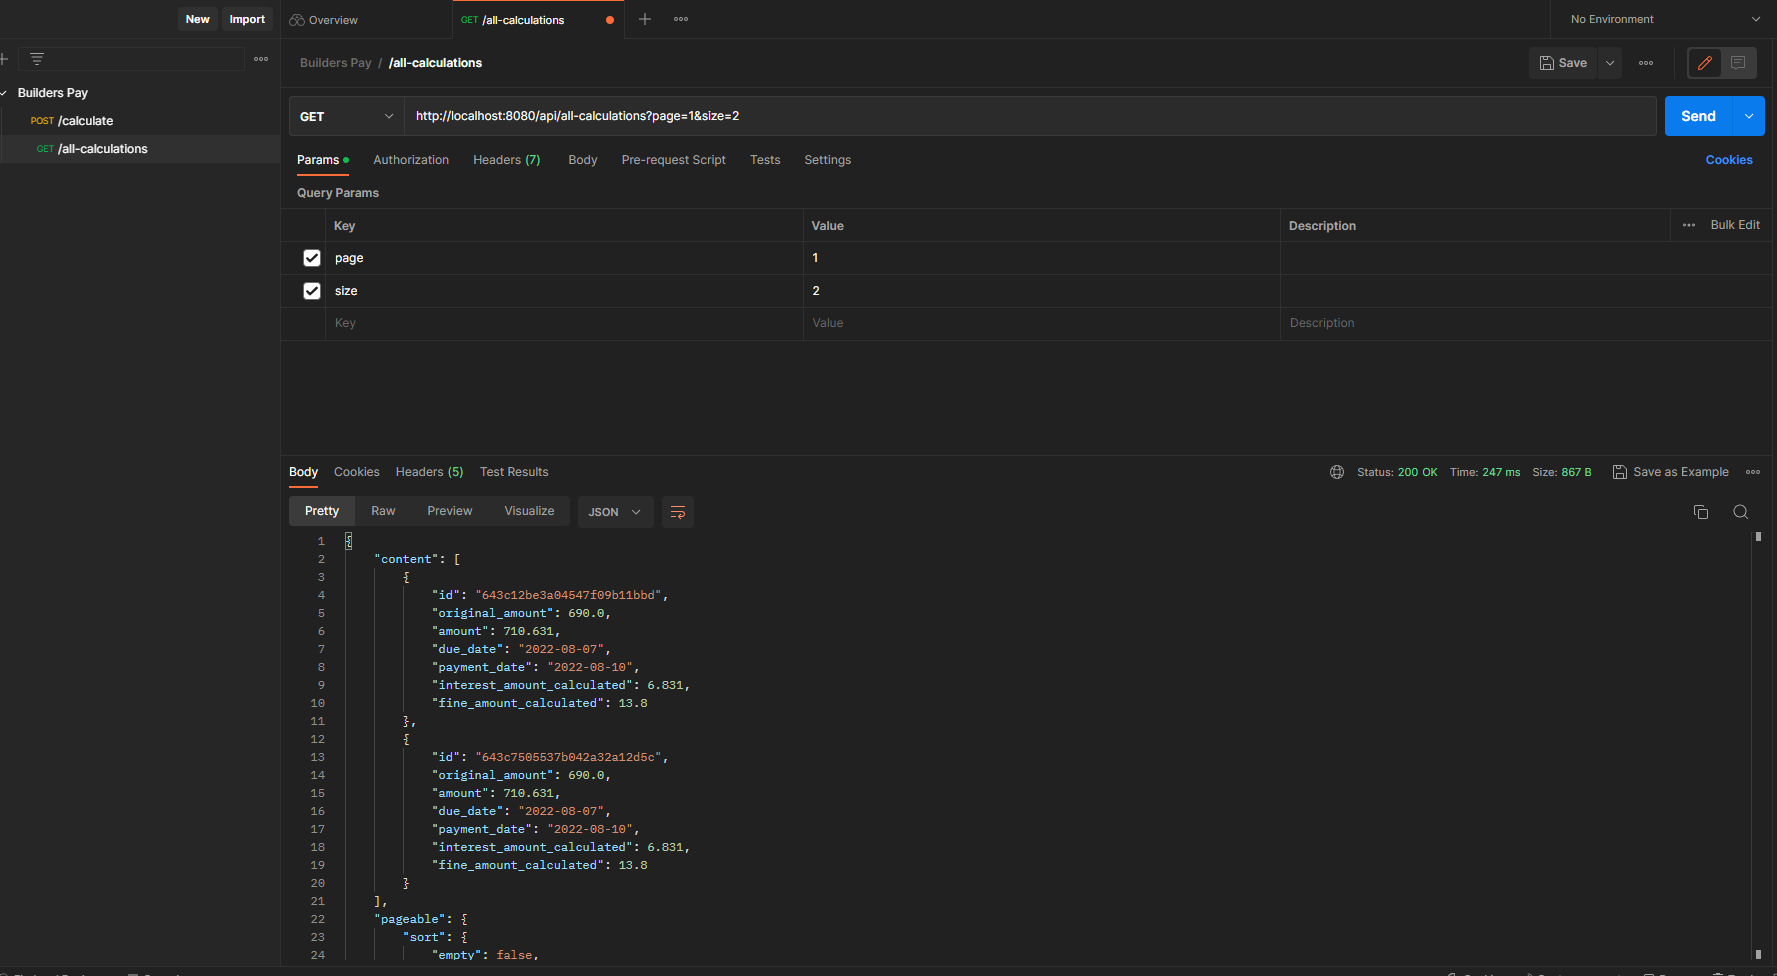 New Import Overview GET /all-calculations No Environment
Builders Pay / /all-calculations Save
Builders Pay
POST /calculate
GET /all-calculations
GET http://localhost:8080/api/all-calculations?page=1&size=2 Send
Params Authorization Headers (7) Body Pre-request Script Tests Settings Cookies
Query Params
Key Value Description Bulk Edit
page 1
size 2
Key Value Description
Body Cookies Headers (5) Test Results Status: 200 OK Time: 247 ms Size: 867 B Save as Example
Pretty Raw Preview Visualize JSON
1 {
2 "content": [
3 {
4 "id": "643c12be3a04547f09b11bbd",
5 "original_amount": 690.0,
6 "amount": 710.631,
7 "due_date": "2022-08-07",
8 "payment_date": "2022-08-10",
9 "interest_amount_calculated": 6.831,
10 "fine_amount_calculated": 13.8
11 },
12 {
13 "id": "643c7505537b042a32a12d5c",
14 "original_amount": 690.0,
15 "amount": 710.631,
16 "due_date": "2022-08-07",
17 "payment_date": "2022-08-10",
18 "interest_amount_calculated": 6.831,
19 "fine_amount_calculated": 13.8
20 }
21 ],
22 "pageable": {
23 "sort": {
24 "empty": false,